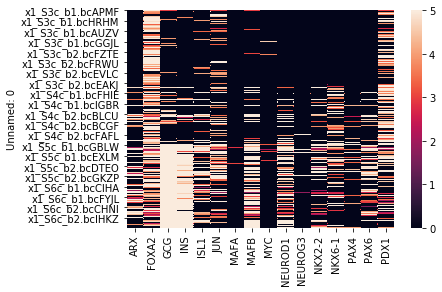 Unnamed: 0
x1_S3c_b1.bcAPMF
x1_S3c_b1.bcHRHM
x1_S3c_b1.bcAUZV
x1_S3c_b1.bcGGJL
x1_S3c_b2.bcFZTE
x1_S3c_b2.bcFRWU
x1_S3c_b2.bcEVLC
x1_S3c_b2.bcEAKJ
x1_S4c_b1.bcFHIE
x1_S4c_b1.bcIGBR
x1_S4c_b2.bcBLCU
x1_S4c_b2.bcBCGF
x1_S4c_b2.bcFAFL
x1_S5c_b1.bcGBLW
x1_S5c_b1.bcEXLM
x1_S5c_b2.bcDTEO
x1_S5c_b2.bcGKZP
x1_S6c_b1.bcCIHA
x1_S6c_b1.bcFYJL
x1_S6c_b2.bcCHNI
x1_S6c_b2.bcIHKZ
ARX
FOXA2
GCG
INS
ISL1
JUN
MAFA
MAFB
MYC
NEUROD1
NEUROG3
NKX2-2
NKX6-1
PAX4
PAX6
PDX1
5
4
3
2
1
0